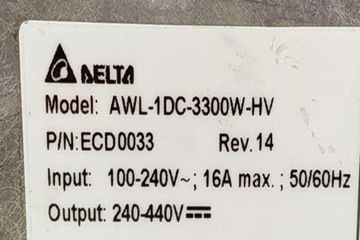 DELTA
Model: AWL-1DC-3300W-HV
P/N:ECD0033 Rev.14
Input: 100-240V~; 16A max.; 50/60Hz
Output: 240-440V⎓